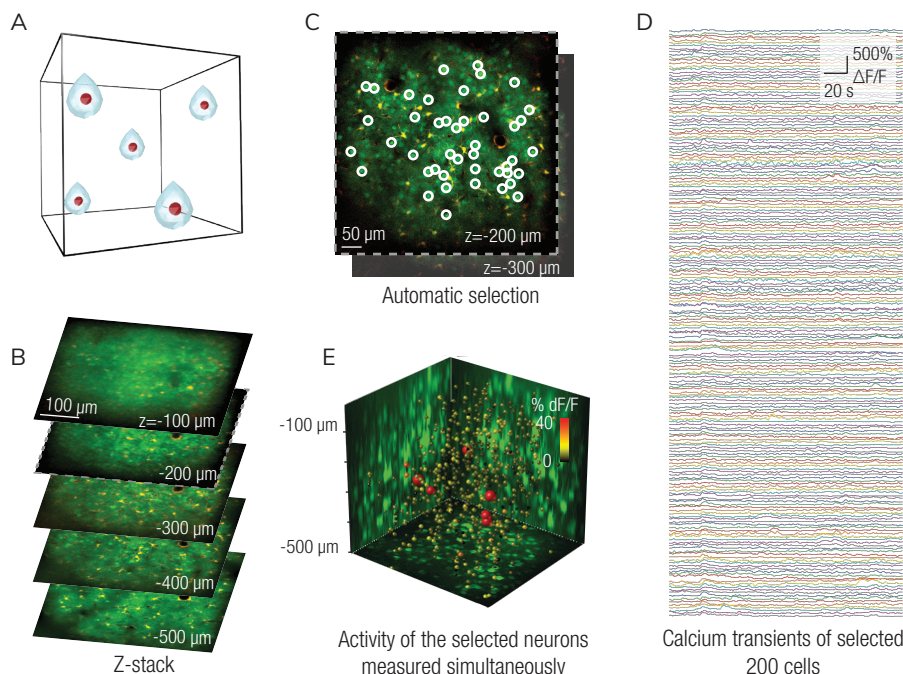 A
B
100 µm
z=-100 µm
-200 µm
-300 µm
-400 µm
-500 µm
Z-stack
C
50 µm
z=-200 µm
z=-300 µm
Automatic selection
E
% dF/F
40
0
-100 µm
-500 µm
Activity of the selected neurons
measured simultaneously
D
500%
ΔF/F
20 s
Calcium transients of selected
200 cells